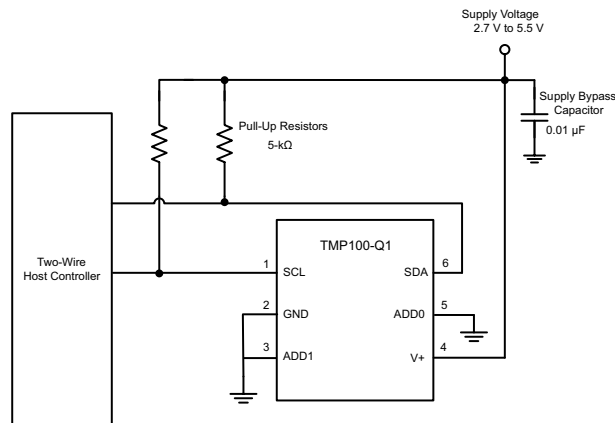 Supply Voltage
2.7 V to 5.5 V
Supply Bypass
Capacitor
0.01 µF
Pull-Up Resistors
5-kΩ
Two-Wire
Host Controller
TMP100-Q1
1
SCL
SDA
6
2
GND
ADD0
5
3
ADD1
V+
4